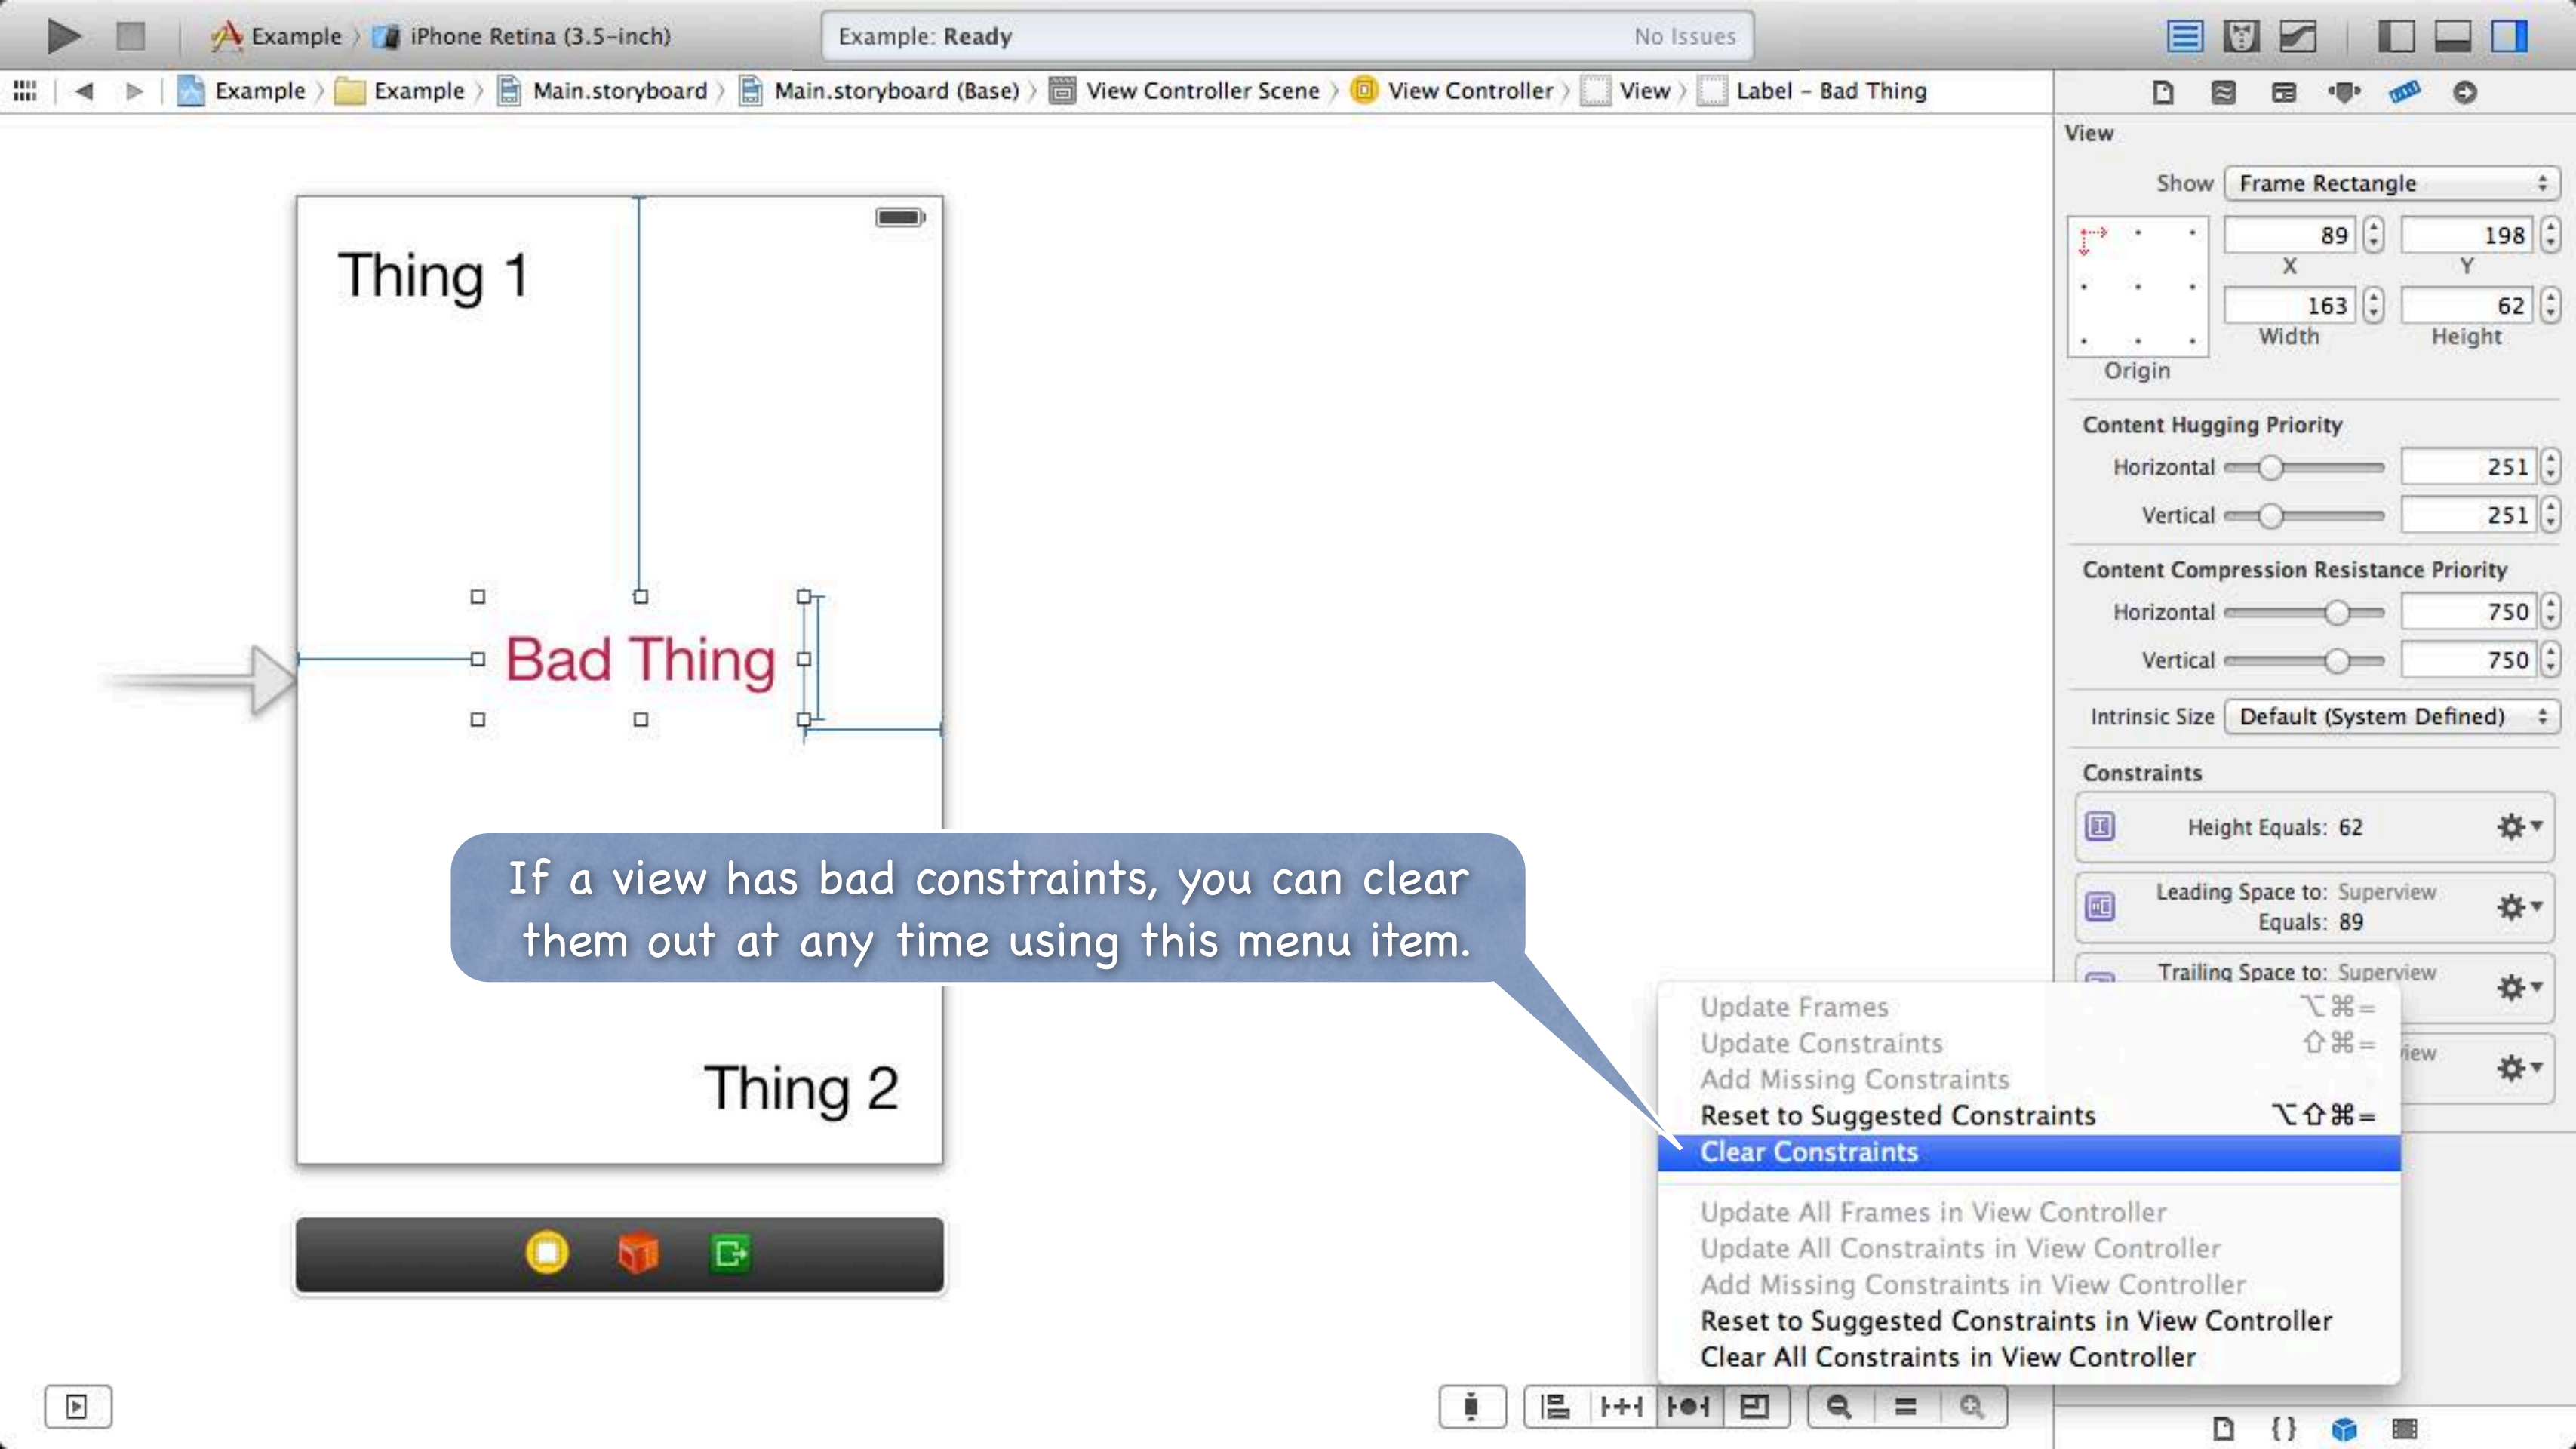 Example 〉 iPhone Retina (3.5-inch)
Example: Ready
No Issues
Example 〉 Example 〉 Main.storyboard 〉 Main.storyboard (Base) 〉 View Controller Scene 〉 View Controller 〉 View 〉 Label – Bad Thing
View
Show Frame Rectangle
89 198
X Y
163 62
Width Height
Origin
Content Hugging Priority
Horizontal 251
Vertical 251
Content Compression Resistance Priority
Horizontal 750
Vertical 750
Intrinsic Size Default (System Defined)
Constraints
Height Equals: 62
Leading Space to: Superview
Equals: 89
Trailing Space to: Superview
Thing 1
Bad Thing
If a view has bad constraints, you can clear
them out at any time using this menu item.
Thing 2
Update Frames ⌥⌘=
Update Constraints ⇧⌘=
Add Missing Constraints
Reset to Suggested Constraints ⌥⇧⌘=
Clear Constraints
Update All Frames in View Controller
Update All Constraints in View Controller
Add Missing Constraints in View Controller
Reset to Suggested Constraints in View Controller
Clear All Constraints in View Controller
{}